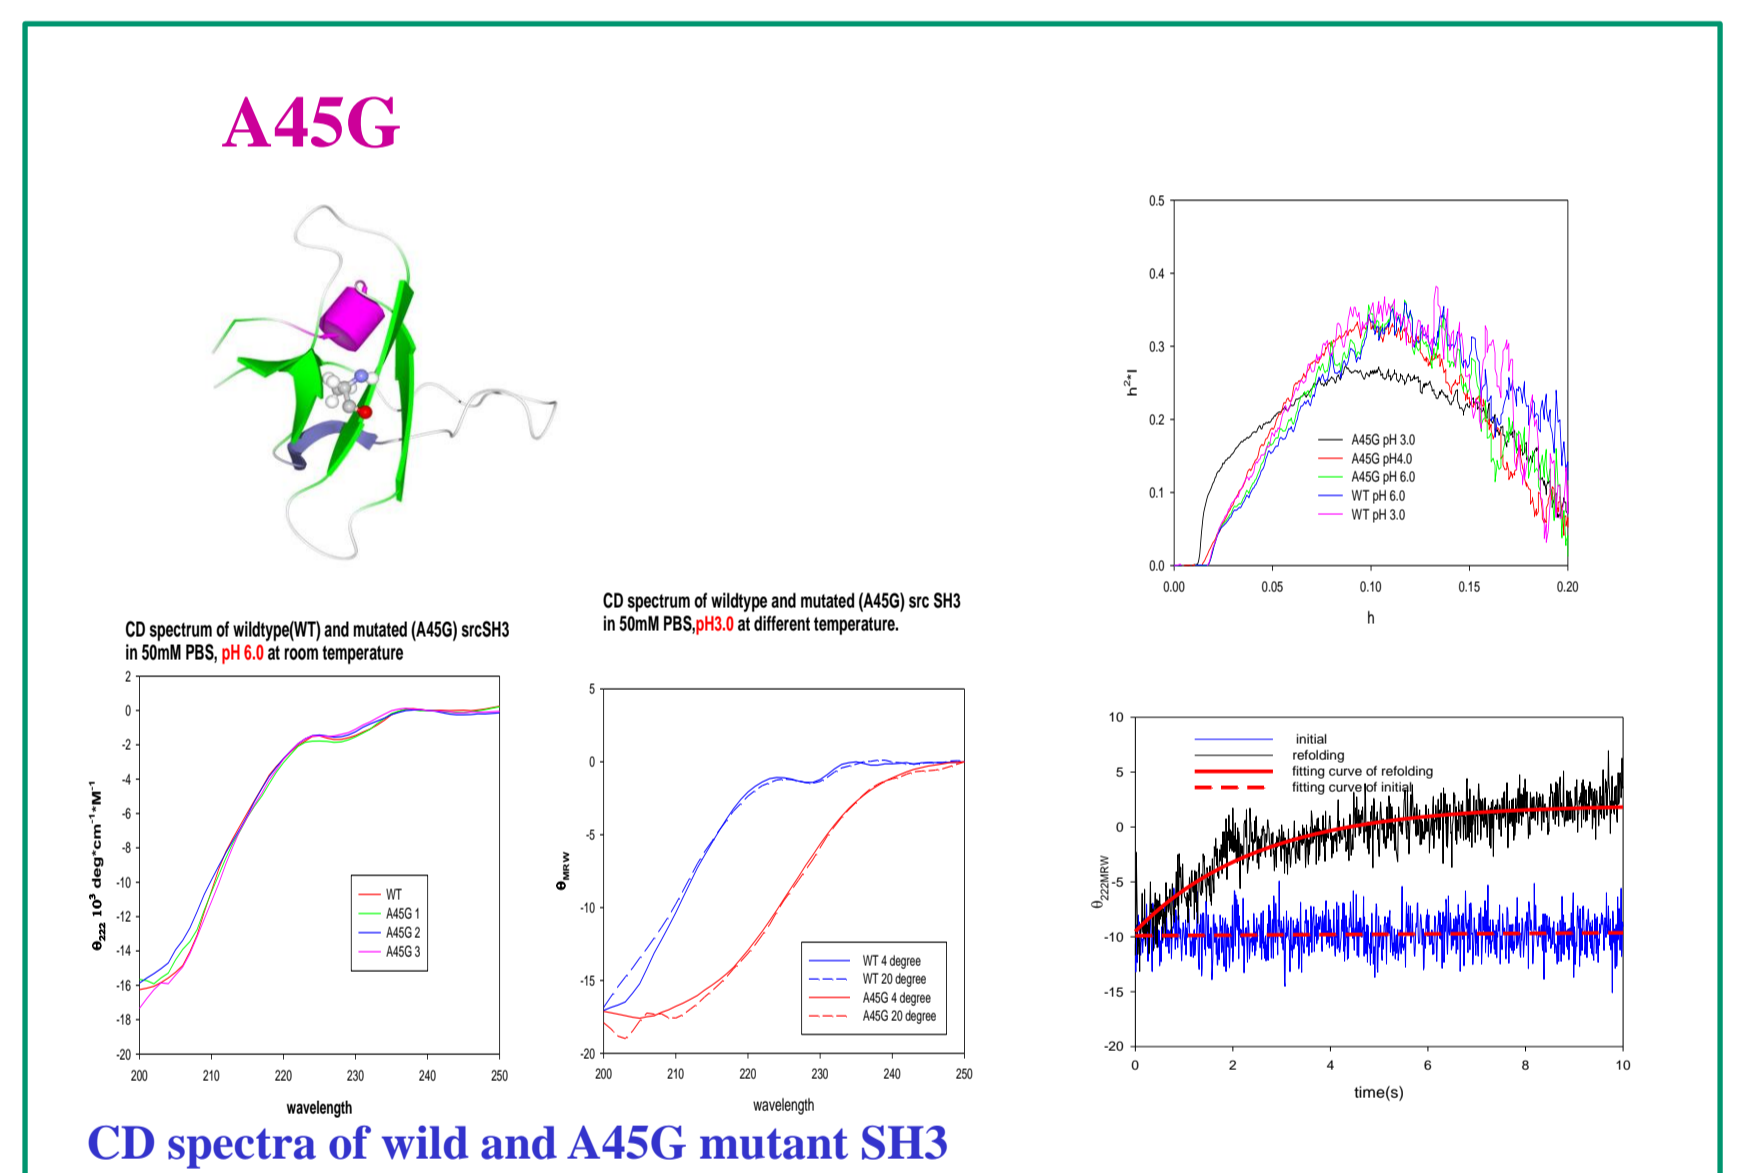 A45G
CD spectrum of wildtype(WT) and mutated (A45G) srcSH3
in 50mM PBS, pH 6.0 at room temperature
2
0
-2
-4
-6
-8
-10
-12
-14
-16
-18
-20
θ222 10³ deg*cm⁻¹*M⁻¹
WT
A45G 1
A45G 2
A45G 3
200 210 220 230 240 250
wavelength
CD spectrum of wildtype and mutated (A45G) src SH3
in 50mM PBS,pH3.0 at different temperature.
5
0
-5
-10
-15
-20
θMRW
WT 4 degree
WT 20 degree
A45G 4 degree
A45G 20 degree
200 210 220 230 240 250
wavelength
CD spectra of wild and A45G mutant SH3
0.5
0.4
0.3
0.2
0.1
0.0
h²*I
A45G pH 3.0
A45G pH4.0
A45G pH 6.0
WT pH 6.0
WT pH 3.0
0.00 0.05 0.10 0.15 0.20
h
10
5
0
-5
-10
-15
-20
θ222MRW
initial
refolding
fitting curve of refolding
fitting curve of initial
0 2 4 6 8 10
time(s)